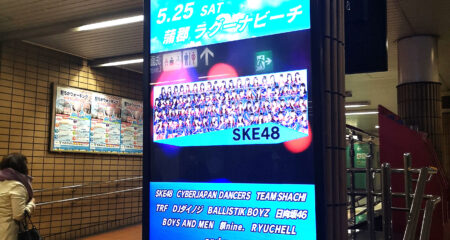 5.25 SAT
蒲郡 ラグーナビーチ
SKE48
SKE48 CYBERJAPAN DANCERS TEAM SHACHI
TRF DJダイノジ BALLISTIK BOYZ 日向坂46
BOYS AND MEN 祭nine. RYUCHELL